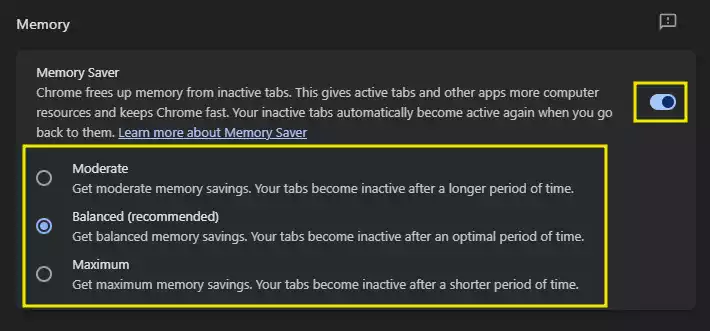 Memory
Memory Saver
Chrome frees up memory from inactive tabs. This gives active tabs and other apps more computer
resources and keeps Chrome fast. Your inactive tabs automatically become active again when you go
back to them. Learn more about Memory Saver
Moderate
Get moderate memory savings. Your tabs become inactive after a longer period of time.
Balanced (recommended)
Get balanced memory savings. Your tabs become inactive after an optimal period of time.
Maximum
Get maximum memory savings. Your tabs become inactive after a shorter period of time.